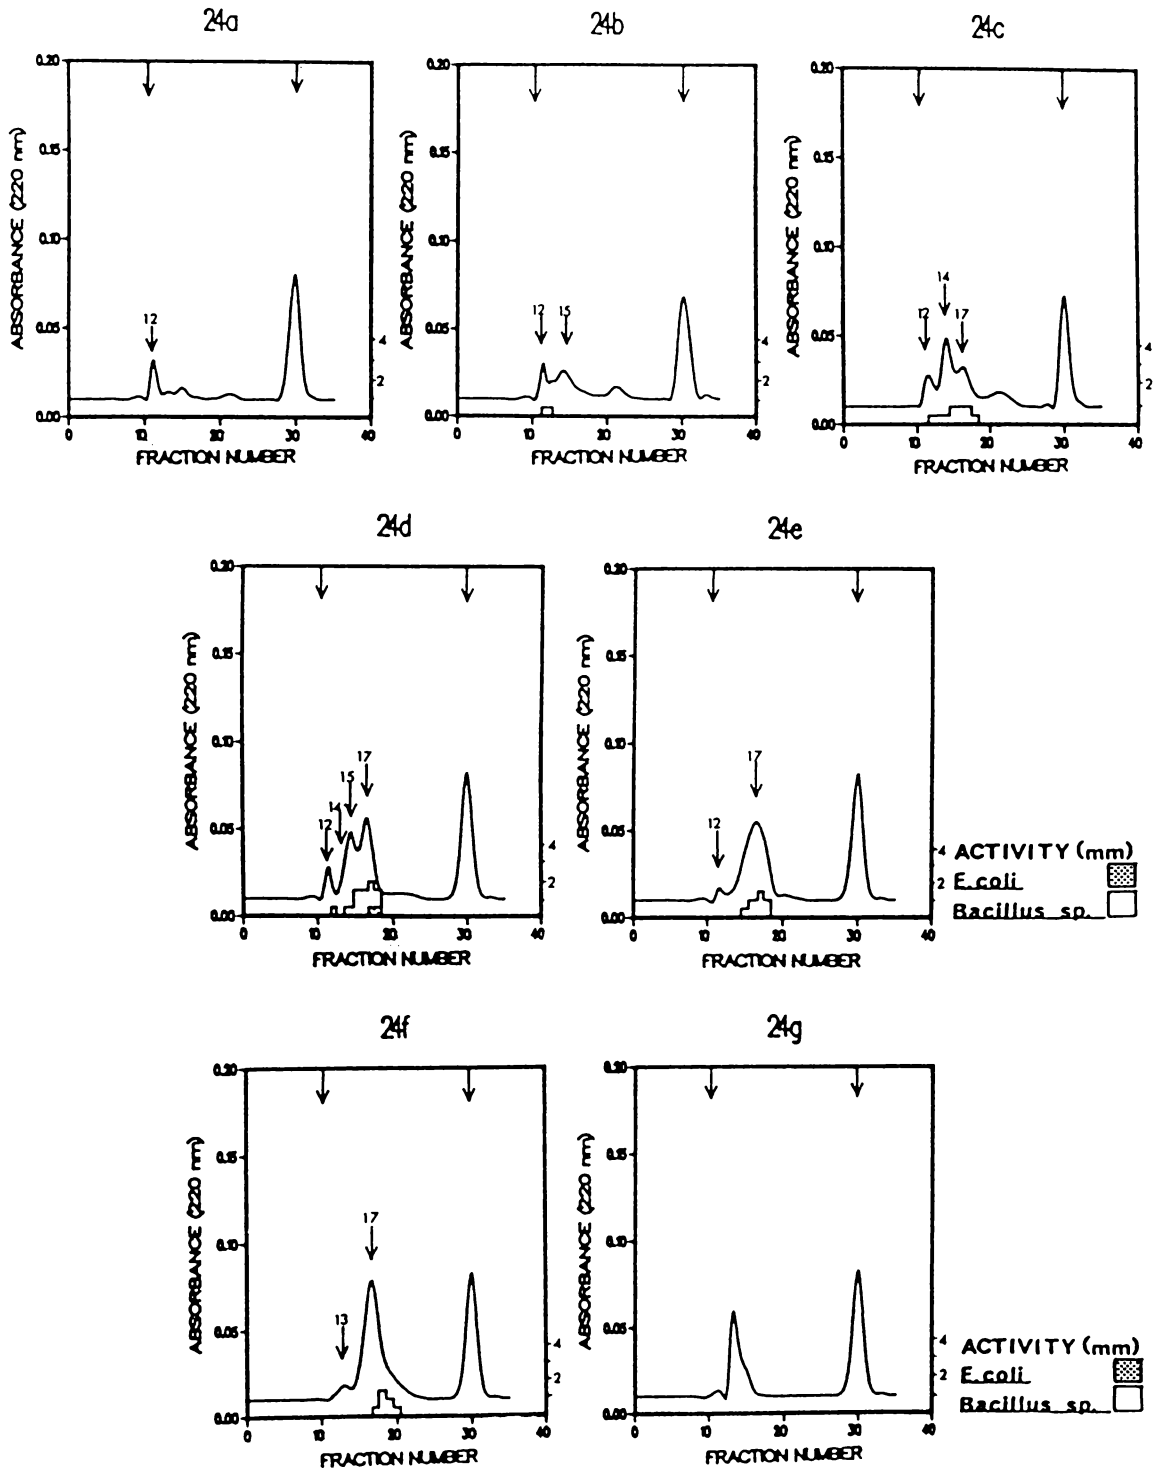 24a
24b
24c
0.20
0.15
0.10
0.05
0.00
ABSORBANCE (220 nm)
12
4
2
0 10 20 30 40
FRACTION NUMBER
0.20
0.15
0.10
0.05
0.00
ABSORBANCE (220 nm)
12 15
4
2
0 10 20 30 40
FRACTION NUMBER
0.20
0.15
0.10
0.05
0.00
ABSORBANCE (220 nm)
14
12 17
4
2
0 10 20 30 40
FRACTION NUMBER
24d
24e
0.20
0.15
0.10
0.05
0.00
ABSORBANCE (220 nm)
17
15
14
12
4
2
0 10 20 30 40
FRACTION NUMBER
0.20
0.15
0.10
0.05
0.00
ABSORBANCE (220 nm)
17
12
4
2
0 10 20 30 40
FRACTION NUMBER
ACTIVITY (mm)
E.coli
Bacillus sp.
24f
24g
0.20
0.15
0.10
0.05
0.00
ABSORBANCE (220 nm)
17
13
4
2
0 10 20 30 40
FRACTION NUMBER
0.20
0.15
0.10
0.05
0.00
ABSORBANCE (220 nm)
4
2
0 10 20 30 40
FRACTION NUMBER
ACTIVITY (mm)
E.coli
Bacillus sp.